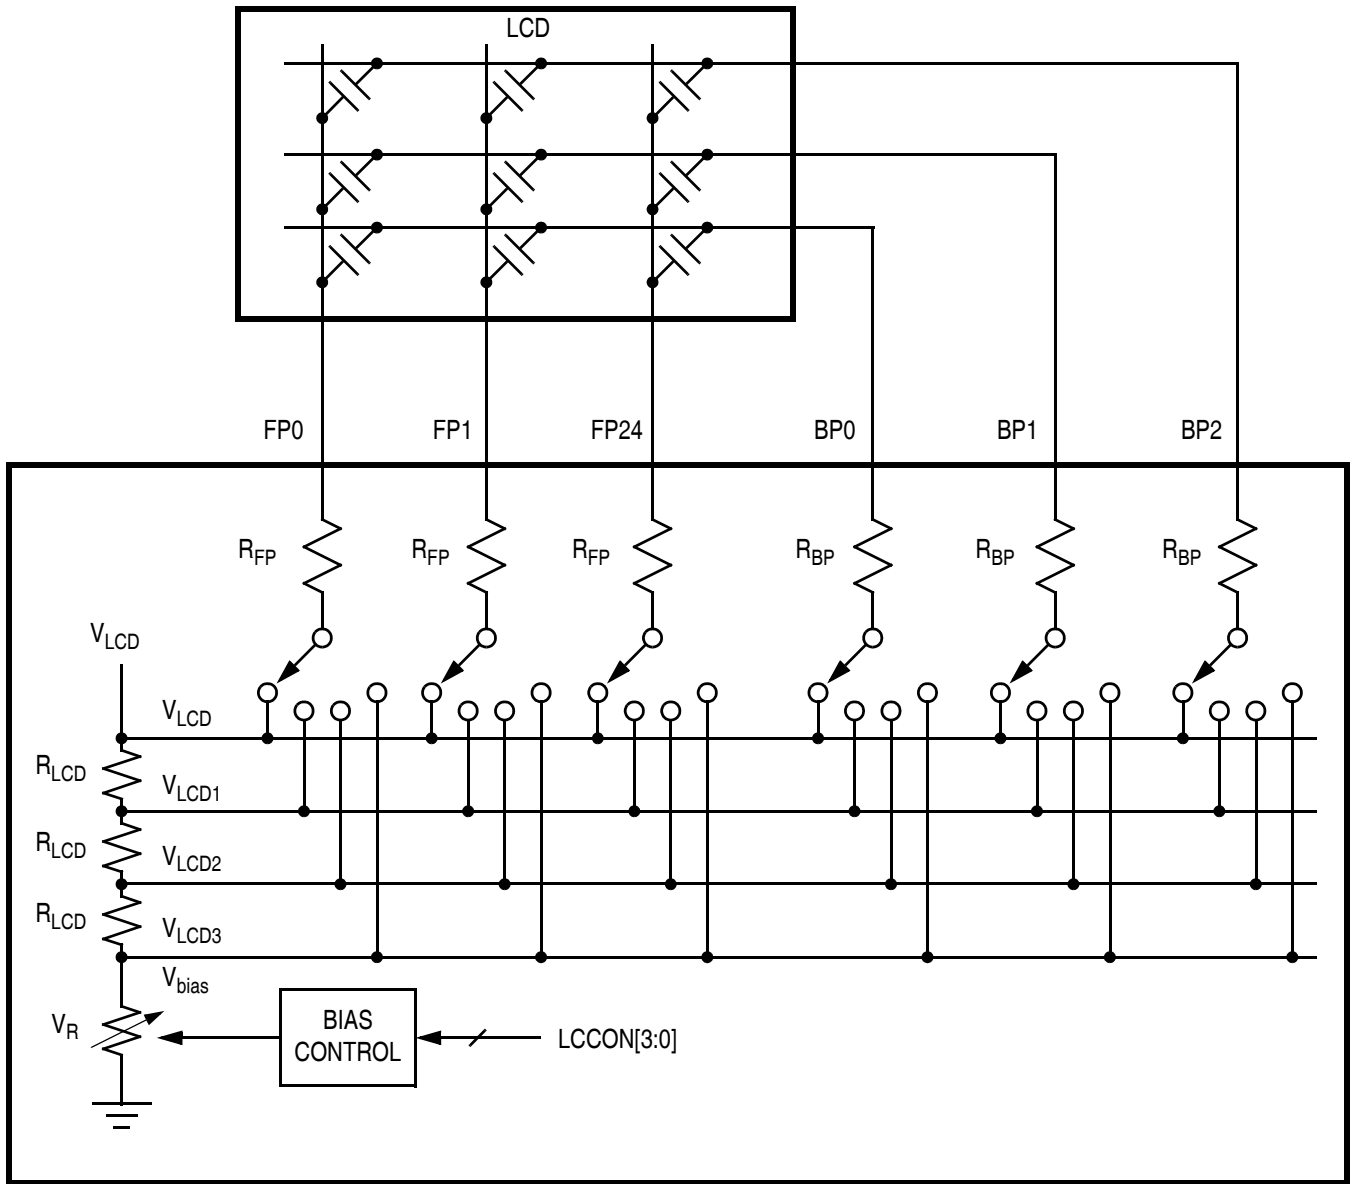 LCD
FP0 FP1 FP24 BP0 BP1 BP2
RFP RFP RFP RBP RBP RBP
VLCD
VLCD
RLCD
VLCD1
RLCD
VLCD2
RLCD
VLCD3
Vbias
VR
BIAS
CONTROL
LCCON[3:0]